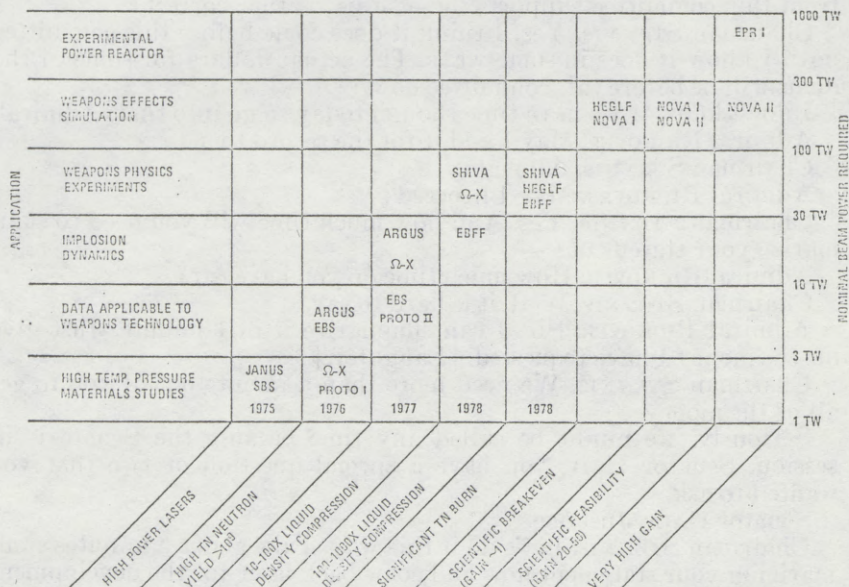 1000 TW
EXPERIMENTAL
POWER REACTOR
EPR I
300 TW
WEAPONS EFFECTS
SIMULATION
HEGLF
NOVA I
NOVA I
NOVA II
NOVA II
100 TW
WEAPONS PHYSICS
EXPERIMENTS
SHIVA
Ω-X
SHIVA
HEGLF
EBFF
30 TW
IMPLOSION
DYNAMICS
ARGUS
Ω-X
EBFF
10 TW
DATA APPLICABLE TO
WEAPONS TECHNOLOGY
ARGUS
EBS
EBS
PROTO II
3 TW
HIGH TEMP, PRESSURE
MATERIALS STUDIES
JANUS
SBS
1975
Ω-X
PROTO I
1976
1977
1978
1978
1 TW
APPLICATION
NOMINAL BEAM POWER REQUIRED
HIGH POWER LASERS
HIGH TN NEUTRON
YIELD >10⁹
10-100X LIQUID
DENSITY COMPRESSION
100-1000X LIQUID
DENSITY COMPRESSION
SIGNIFICANT TN BURN
SCIENTIFIC BREAKEVEN
(GAIN ~1)
SCIENTIFIC FEASIBILITY
(GAIN 20-50)
VERY HIGH GAIN